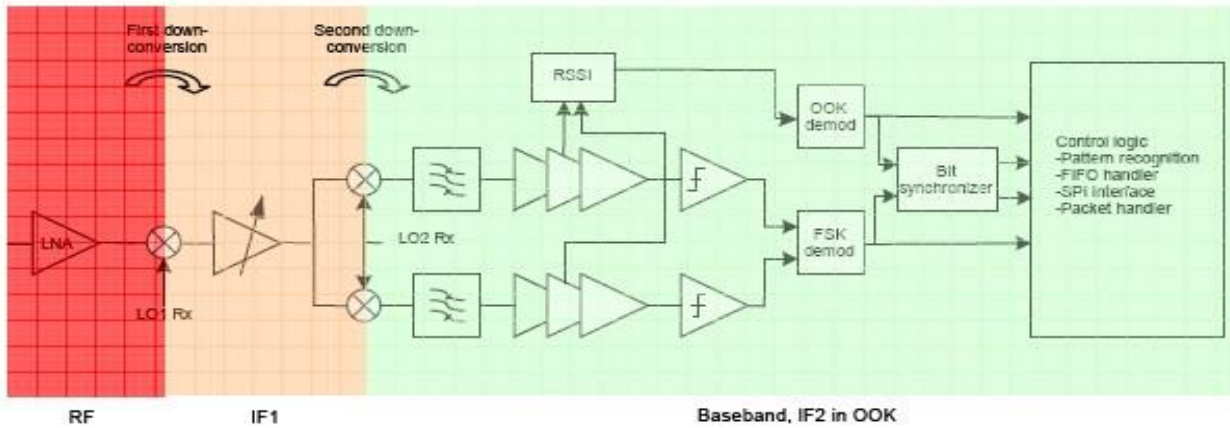 First down-
conversion
Second down-
conversion
RSSI
OOK
demod
Control logic
-Pattern recognition
-FIFO handler
-SPI interface
-Packet handler
Bit
synchronizer
LNA
LO2 Rx
FSK
demod
LO1 Rx
RF
IF1
Baseband, IF2 in OOK